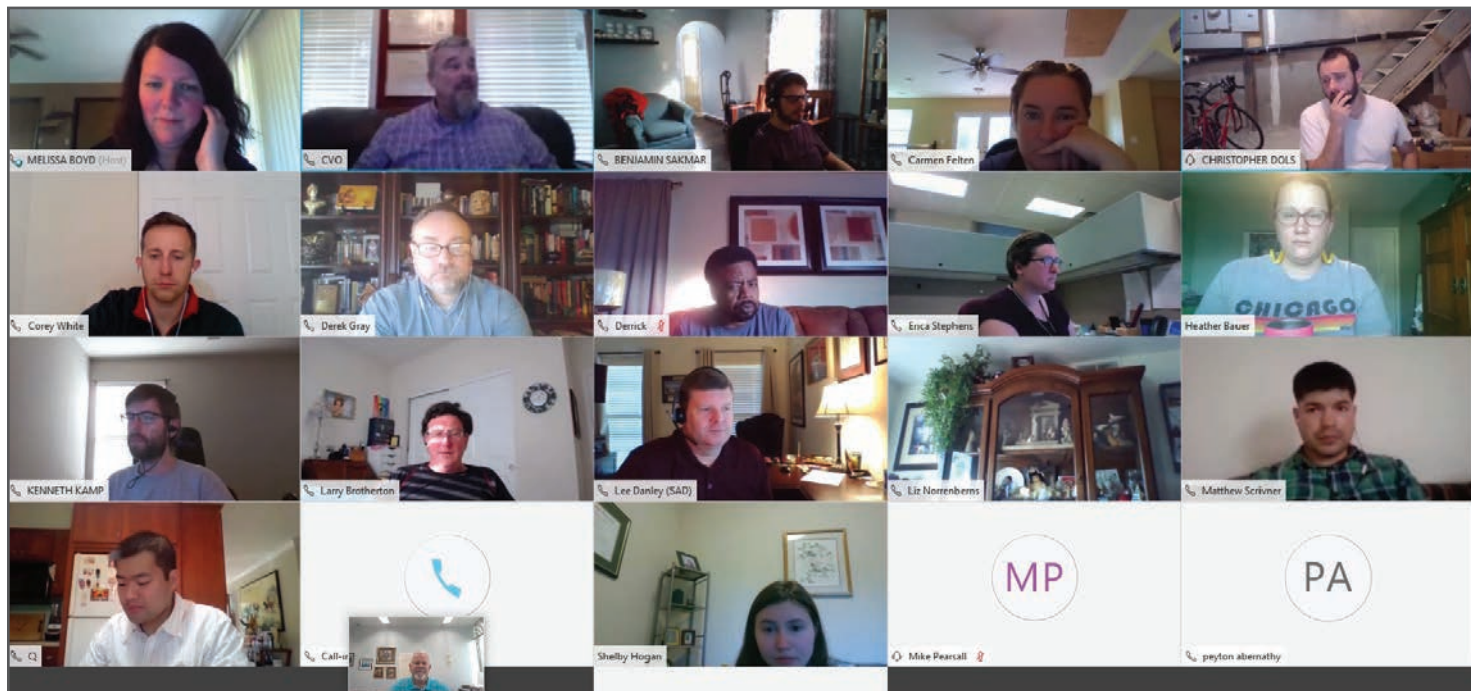 MELISSA BOYD (Host)
CVO
BENJAMIN SAKMAR
Carmen Felten
CHRISTOPHER DOLS
Corey White
Derek Gray
Derrick
Erica Stephens
Heather Bauer
CHICAGO
KENNETH KAMP
Larry Brotherton
Lee Danley (SAD)
Liz Norrenberns
Matthew Scrivner
Q
Call-in
Shelby Hogan
MP
Mike Pearsall
PA
peyton abernathy